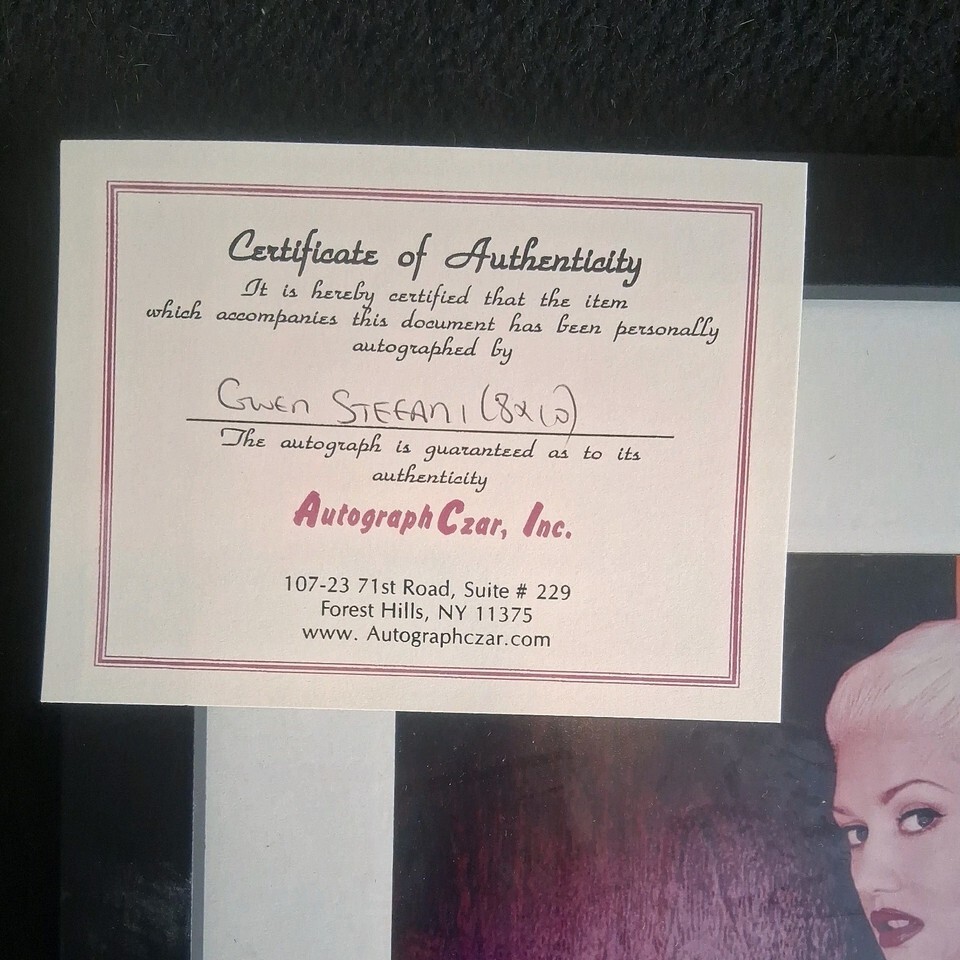 Certificate of Authenticity
It is hereby certified that the item
which accompanies this document has been personally
autographed by
GWEN STEFANI (8x10)
The autograph is guaranteed as to its
authenticity
AutographCzar, Inc.
107-23 71st Road, Suite # 229
Forest Hills, NY 11375
www. Autographczar.com